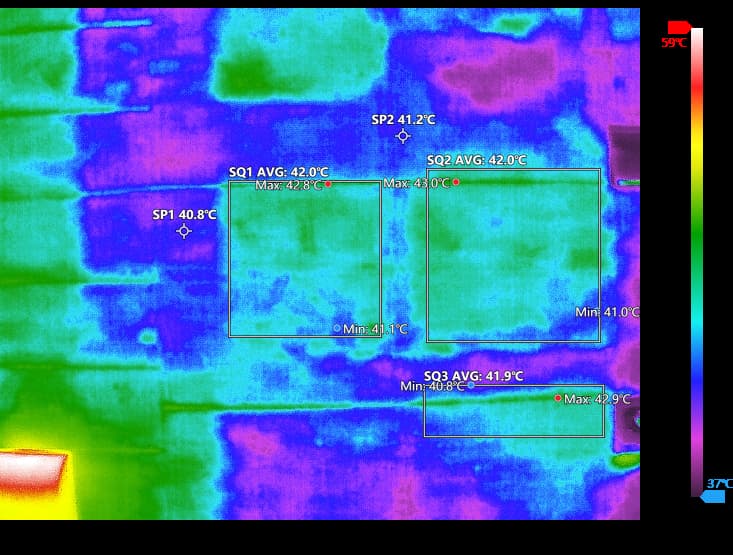 59℃
SP2 41.2℃
SQ2 AVG: 42.0℃
SQ1 AVG: 42.0℃
Max: 42.8℃
Max: 43.0℃
SP1 40.8℃
Min: 41.0℃
Min: 41.1℃
SQ3 AVG: 41.9℃
Min: 40.8℃
Max: 42.9℃
37℃